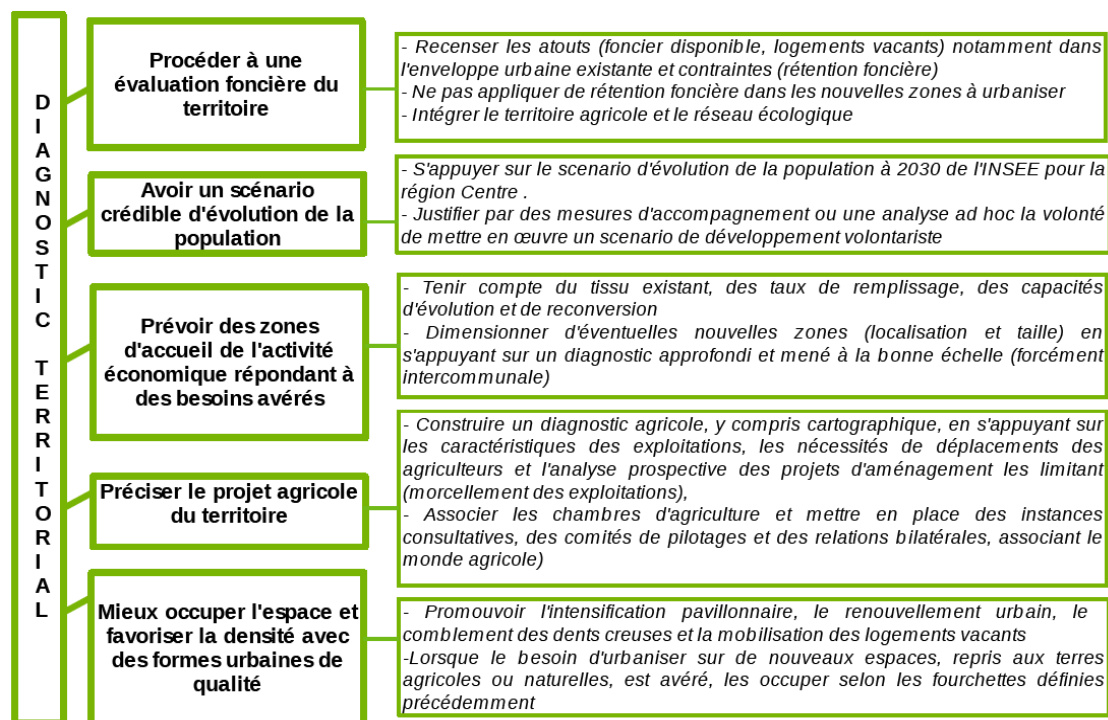 DIAGNOSTIC TERRITORIAL
Procéder à une
évaluation foncière du
territoire
- Recenser les atouts (foncier disponible, logements vacants) notamment dans
l'enveloppe urbaine existante et contraintes (rétention foncière)
- Ne pas appliquer de rétention foncière dans les nouvelles zones à urbaniser
- Intégrer le territoire agricole et le réseau écologique
Avoir un scénario
crédible d'évolution de la
population
- S'appuyer sur le scenario d'évolution de la population à 2030 de l'INSEE pour la
région Centre .
- Justifier par des mesures d'accompagnement ou une analyse ad hoc la volonté
de mettre en œuvre un scenario de développement volontariste
Prévoir des zones
d'accueil de l'activité
économique répondant à
des besoins avérés
- Tenir compte du tissu existant, des taux de remplissage, des capacités
d'évolution et de reconversion
- Dimensionner d'éventuelles nouvelles zones (localisation et taille) en
s'appuyant sur un diagnostic approfondi et mené à la bonne échelle (forcément
intercommunale)
Préciser le projet agricole
du territoire
- Construire un diagnostic agricole, y compris cartographique, en s'appuyant sur
les caractéristiques des exploitations, les nécessités de déplacements des
agriculteurs et l'analyse prospective des projets d'aménagement les limitant
(morcellement des exploitations),
- Associer les chambres d'agriculture et mettre en place des instances
consultatives, des comités de pilotages et des relations bilatérales, associant le
monde agricole)
Mieux occuper l'espace et
favoriser la densité avec
des formes urbaines de
qualité
- Promouvoir l'intensification pavillonnaire, le renouvellement urbain, le
comblement des dents creuses et la mobilisation des logements vacants
-Lorsque le besoin d'urbaniser sur de nouveaux espaces, repris aux terres
agricoles ou naturelles, est avéré, les occuper selon les fourchettes définies
précédemment